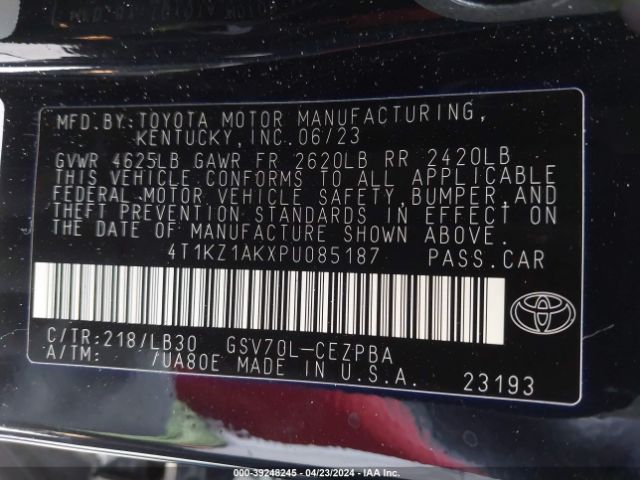 MFD.BY:TOYOTA MOTOR MANUFACTURING,
KENTUCKY, INC.06/23
GVWR 4625LB GAWR FR 2620LB RR 2420LB
THIS VEHICLE CONFORMS TO ALL APPLICABLE
FEDERAL MOTOR VEHICLE SAFETY,BUMPER,AND
THEFT PREVENTION STANDARDS IN EFFECT ON
THE DATE OF MANUFACTURE SHOWN ABOVE.
4T1KZ1AKXPU085187 PASS.CAR
C/TR:218/LB30 GSV70L-CEZPBA
A/TM: /UA80E MADE IN U.S.A.
23193
000-39248245 - 04/23/2024 - IAA Inc.